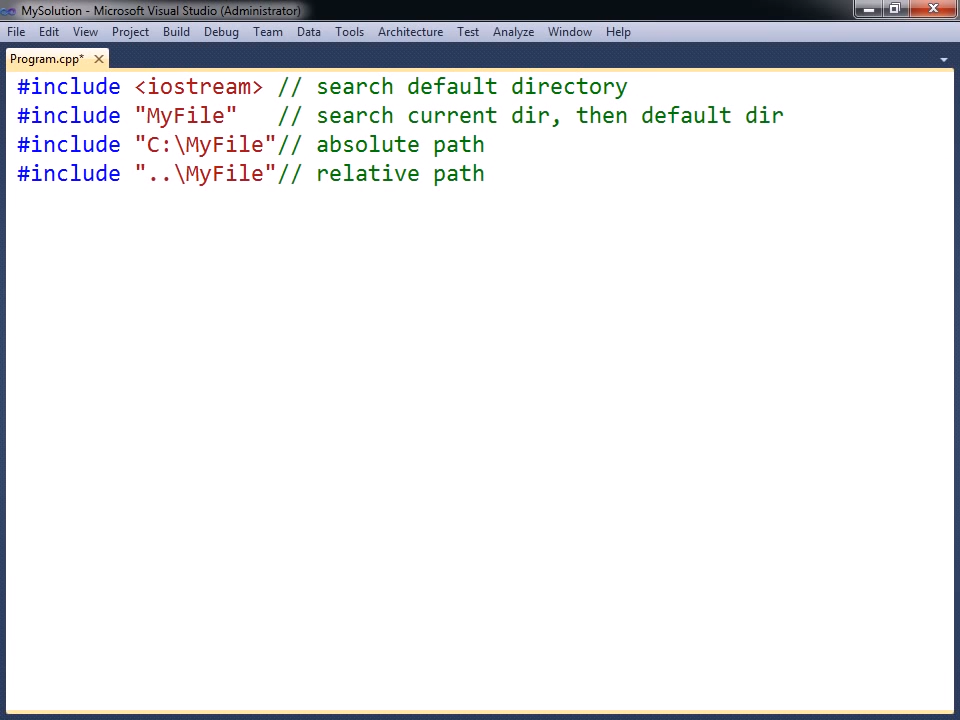 MySolution - Microsoft Visual Studio (Administrator)
File Edit View Project Build Debug Team Data Tools Architecture Test Analyze Window Help
Program.cpp*
#include <iostream> // search default directory
#include "MyFile"   // search current dir, then default dir
#include "C:\MyFile"// absolute path
#include "..\MyFile"// relative path